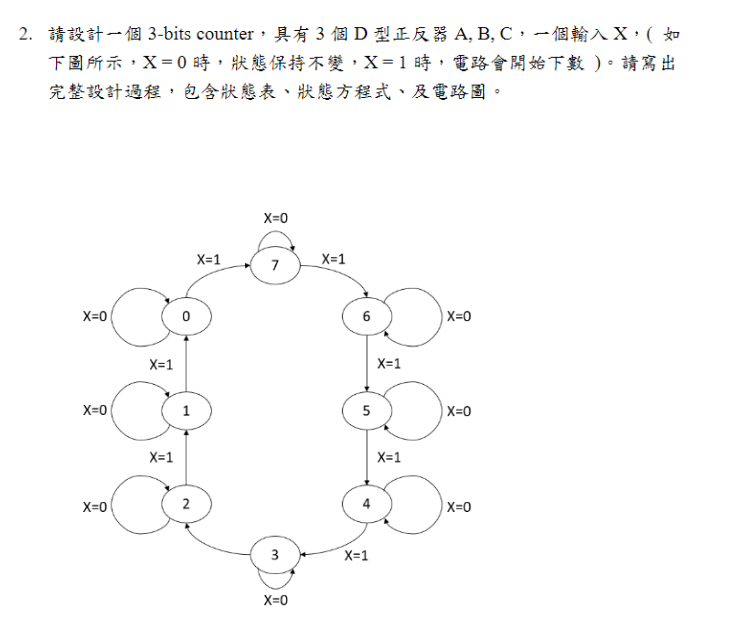 2. 請設計一個 3-bits counter，具有 3 個 D 型正反器 A, B, C，一個輸入 X，( 如
下圖所示，X = 0 時，狀態保持不變，X = 1 時，電路會開始下數 )。請寫出
完整設計過程，包含狀態表、狀態方程式、及電路圖。
X=0
X=1
7
X=1
X=0
0
6
X=0
X=1
X=1
X=0
1
5
X=0
X=1
X=1
X=0
2
4
X=0
3
X=1
X=0